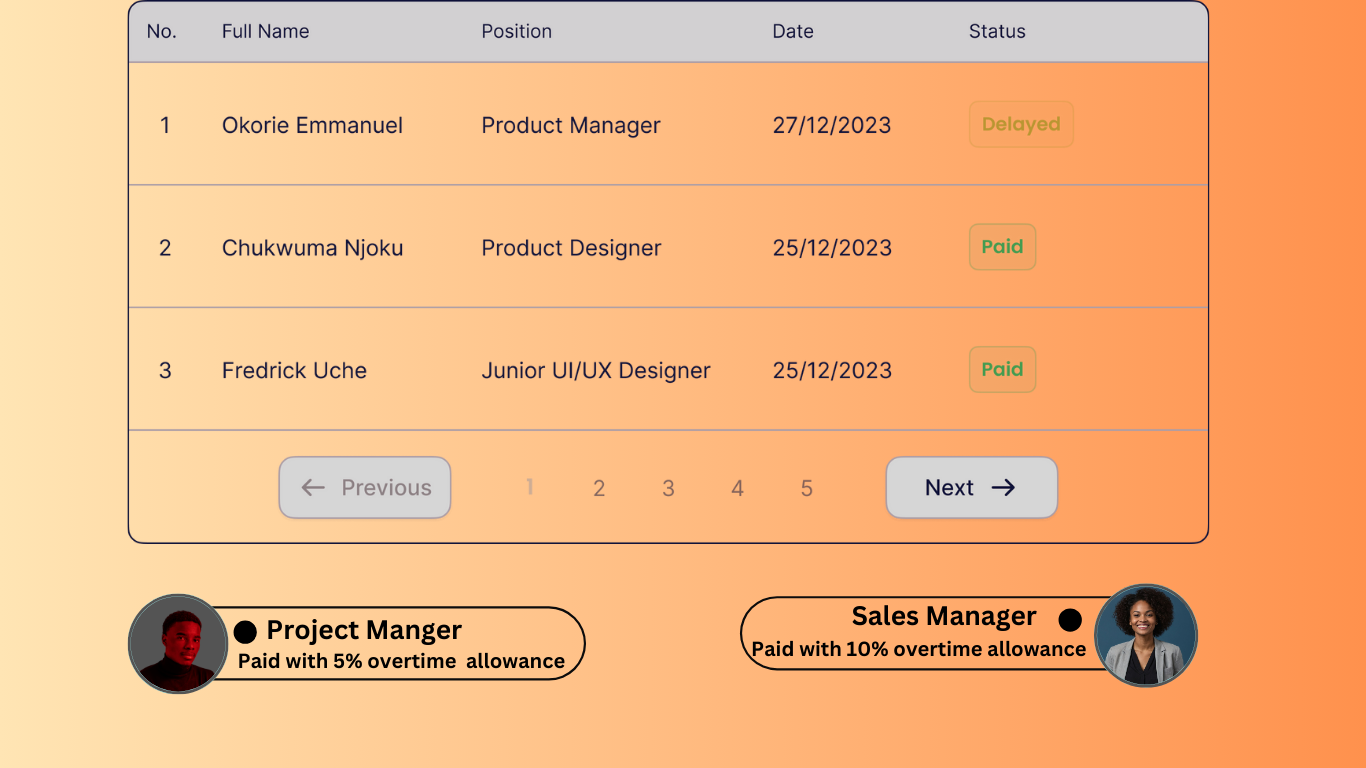 No. Full Name Position Date Status
1 Okorie Emmanuel Product Manager 27/12/2023 Delayed
2 Chukwuma Njoku Product Designer 25/12/2023 Paid
3 Fredrick Uche Junior UI/UX Designer 25/12/2023 Paid
← Previous 1 2 3 4 5 Next →
Project Manger
Paid with 5% overtime allowance
Sales Manager
Paid with 10% overtime allowance